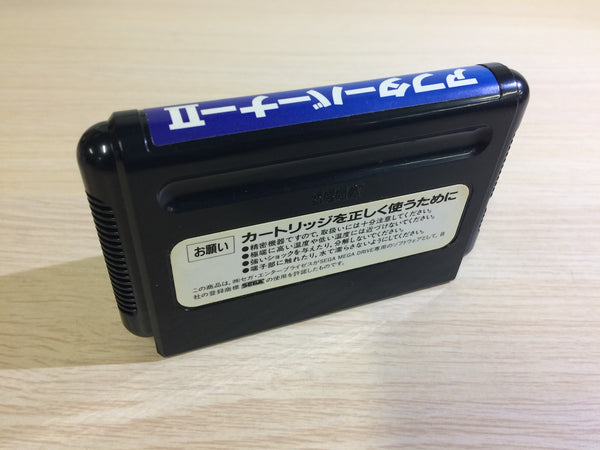 アフターバーナーII
お願い
カートリッジを正しく使うために
●精密機器ですので、取扱いには十分注意してください。
●極端に高い温度や低い温度には近づけないでください。
●強いショックを与えたり、分解しないでください。
●電子部に触れたり、水で濡らさないようにしてください。
この商品は、㈱セガ・エンタープライゼスがSEGA MEGA DRIVE専用のソフトウェアとして、自
社の登録商標 SEGA の使用を許諾したものです。